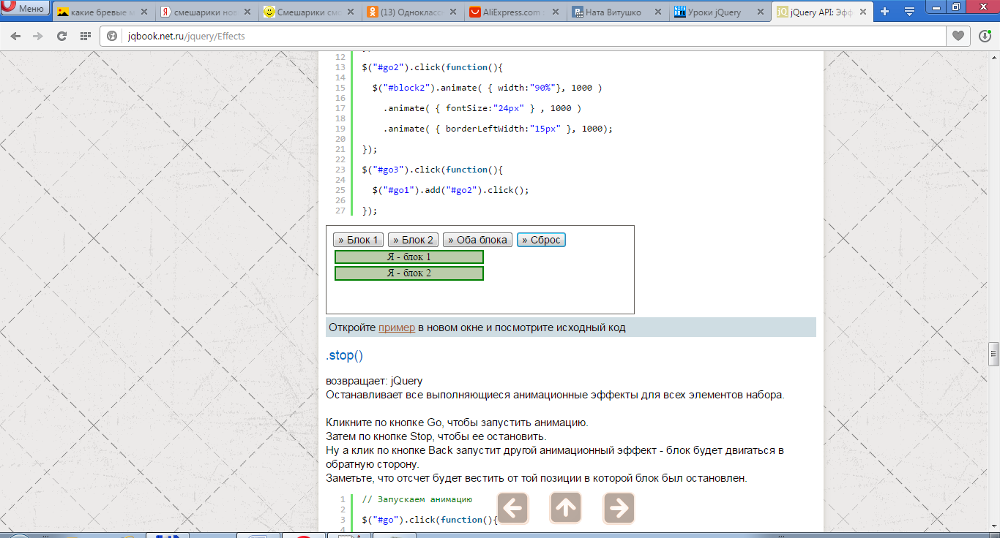 Меню
какие бревые м
смешарики нов
Смешарики смо
(13) Одноклассн
AliExpress.com
Ната Витушко
Уроки jQuery
jQuery API: Эфф
jqbook.net.ru/jquery/Effects
12
13 $("#go2").click(function(){
14
15 $("#block2").animate( { width:"90%"}, 1000 )
16
17 .animate( { fontSize:"24px" } , 1000 )
18
19 .animate( { borderLeftWidth:"15px" }, 1000);
20
21 });
22
23 $("#go3").click(function(){
24
25 $("#go1").add("#go2").click();
26
27 });
» Блок 1 » Блок 2 » Оба блока » Сброс
Я - блок 1
Я - блок 2
Откройте пример в новом окне и посмотрите исходный код
.stop()
возвращает: jQuery
Останавливает все выполняющиеся анимационные эффекты для всех элементов набора.
Кликните по кнопке Go, чтобы запустить анимацию.
Затем по кнопке Stop, чтобы ее остановить.
Ну а клик по кнопке Back запустит другой анимационный эффект - блок будет двигаться в
обратную сторону.
Заметьте, что отсчет будет вестить от той позиции в которой блок был остановлен.
1 // Запускаем анимацию
2
3 $("#go").click(function(){
4